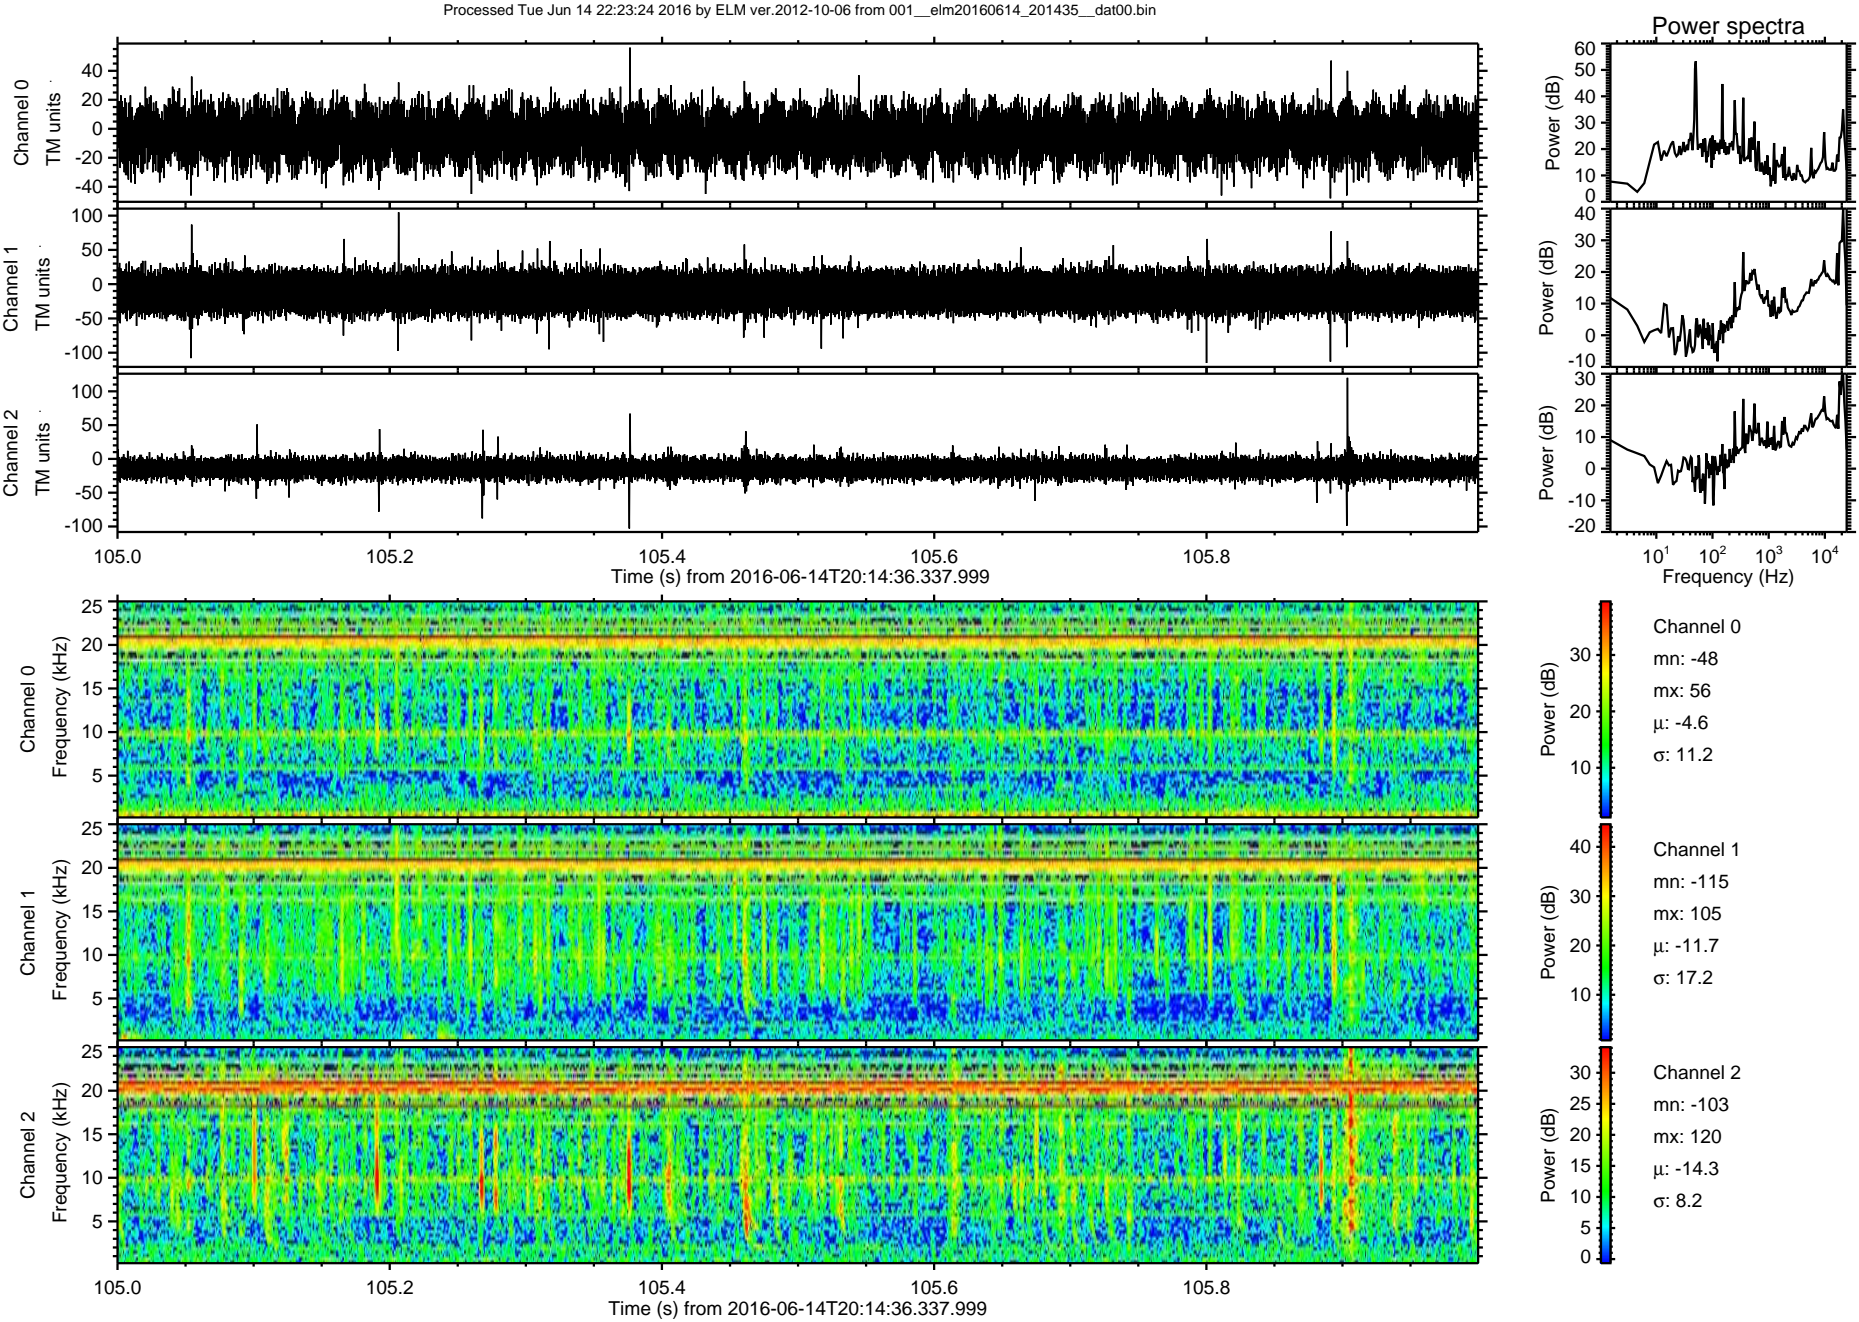 Processed Tue Jun 14 22:23:24 2016 by ELM ver.2012-10-06 from 001__elm20160614_201435__dat00.bin
Power spectra
Channel 0
TM units
40
20
0
-20
-40
Power (dB)
60
50
40
30
20
10
0
Channel 1
TM units
100
50
0
-50
-100
Power (dB)
40
30
20
10
0
-10
Channel 2
TM units
100
50
0
-50
-100
Power (dB)
30
20
10
0
-10
-20
105.0 105.2 105.4 105.6 105.8
Time (s) from 2016-06-14T20:14:36.337.999
10^1 10^2 10^3 10^4
Frequency (Hz)
Channel 0
Frequency (kHz)
25
20
15
10
5
Power (dB)
30
20
10
Channel 0
mn: -48
mx: 56
μ: -4.6
σ: 11.2
Channel 1
Frequency (kHz)
25
20
15
10
5
Power (dB)
40
30
20
10
Channel 1
mn: -115
mx: 105
μ: -11.7
σ: 17.2
Channel 2
Frequency (kHz)
25
20
15
10
5
Power (dB)
30
25
20
15
10
5
0
Channel 2
mn: -103
mx: 120
μ: -14.3
σ: 8.2
105.0 105.2 105.4 105.6 105.8
Time (s) from 2016-06-14T20:14:36.337.999